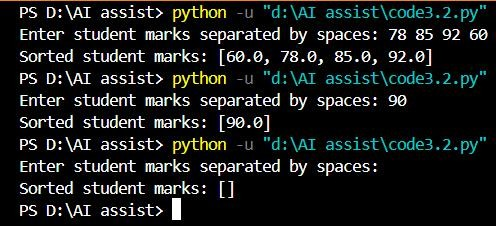 PS D:\AI assist> python -u "d:\AI assist\code3.2.py"
Enter student marks separated by spaces: 78 85 92 60
Sorted student marks: [60.0, 78.0, 85.0, 92.0]
PS D:\AI assist> python -u "d:\AI assist\code3.2.py"
Enter student marks separated by spaces: 90
Sorted student marks: [90.0]
PS D:\AI assist> python -u "d:\AI assist\code3.2.py"
Enter student marks separated by spaces:
Sorted student marks: []
PS D:\AI assist>